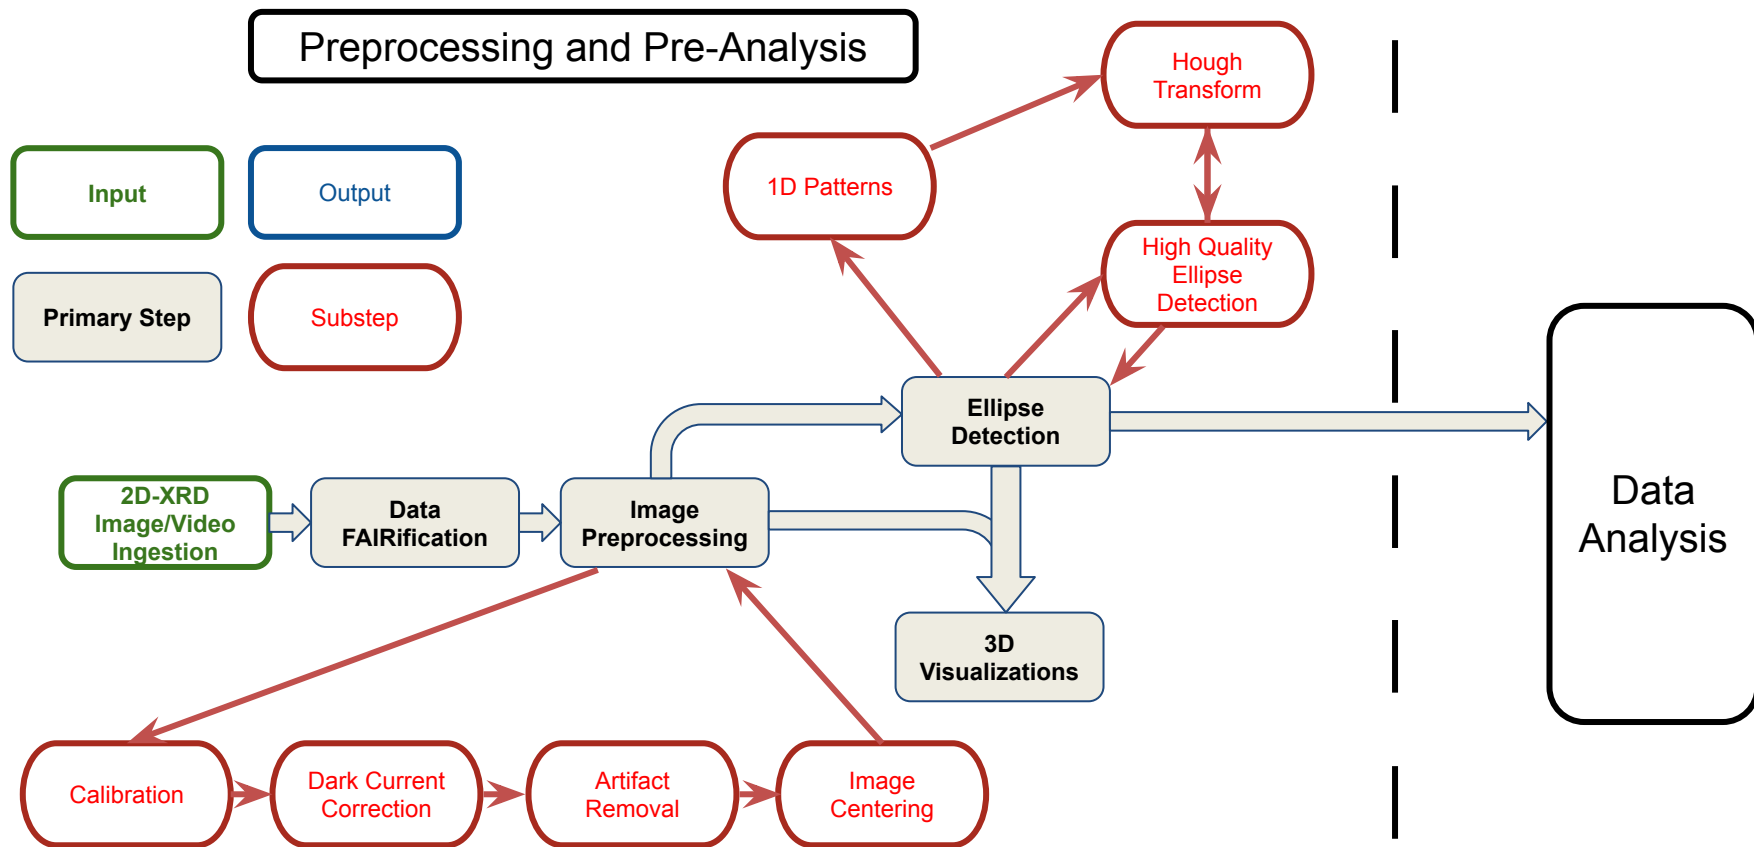 Preprocessing and Pre-Analysis
Input
Output
Primary Step
Substep
Hough
Transform
1D Patterns
High Quality
Ellipse
Detection
Ellipse
Detection
2D-XRD
Image/Video
Ingestion
Data
FAIRification
Image
Preprocessing
3D
Visualizations
Data
Analysis
Calibration
Dark Current
Correction
Artifact
Removal
Image
Centering